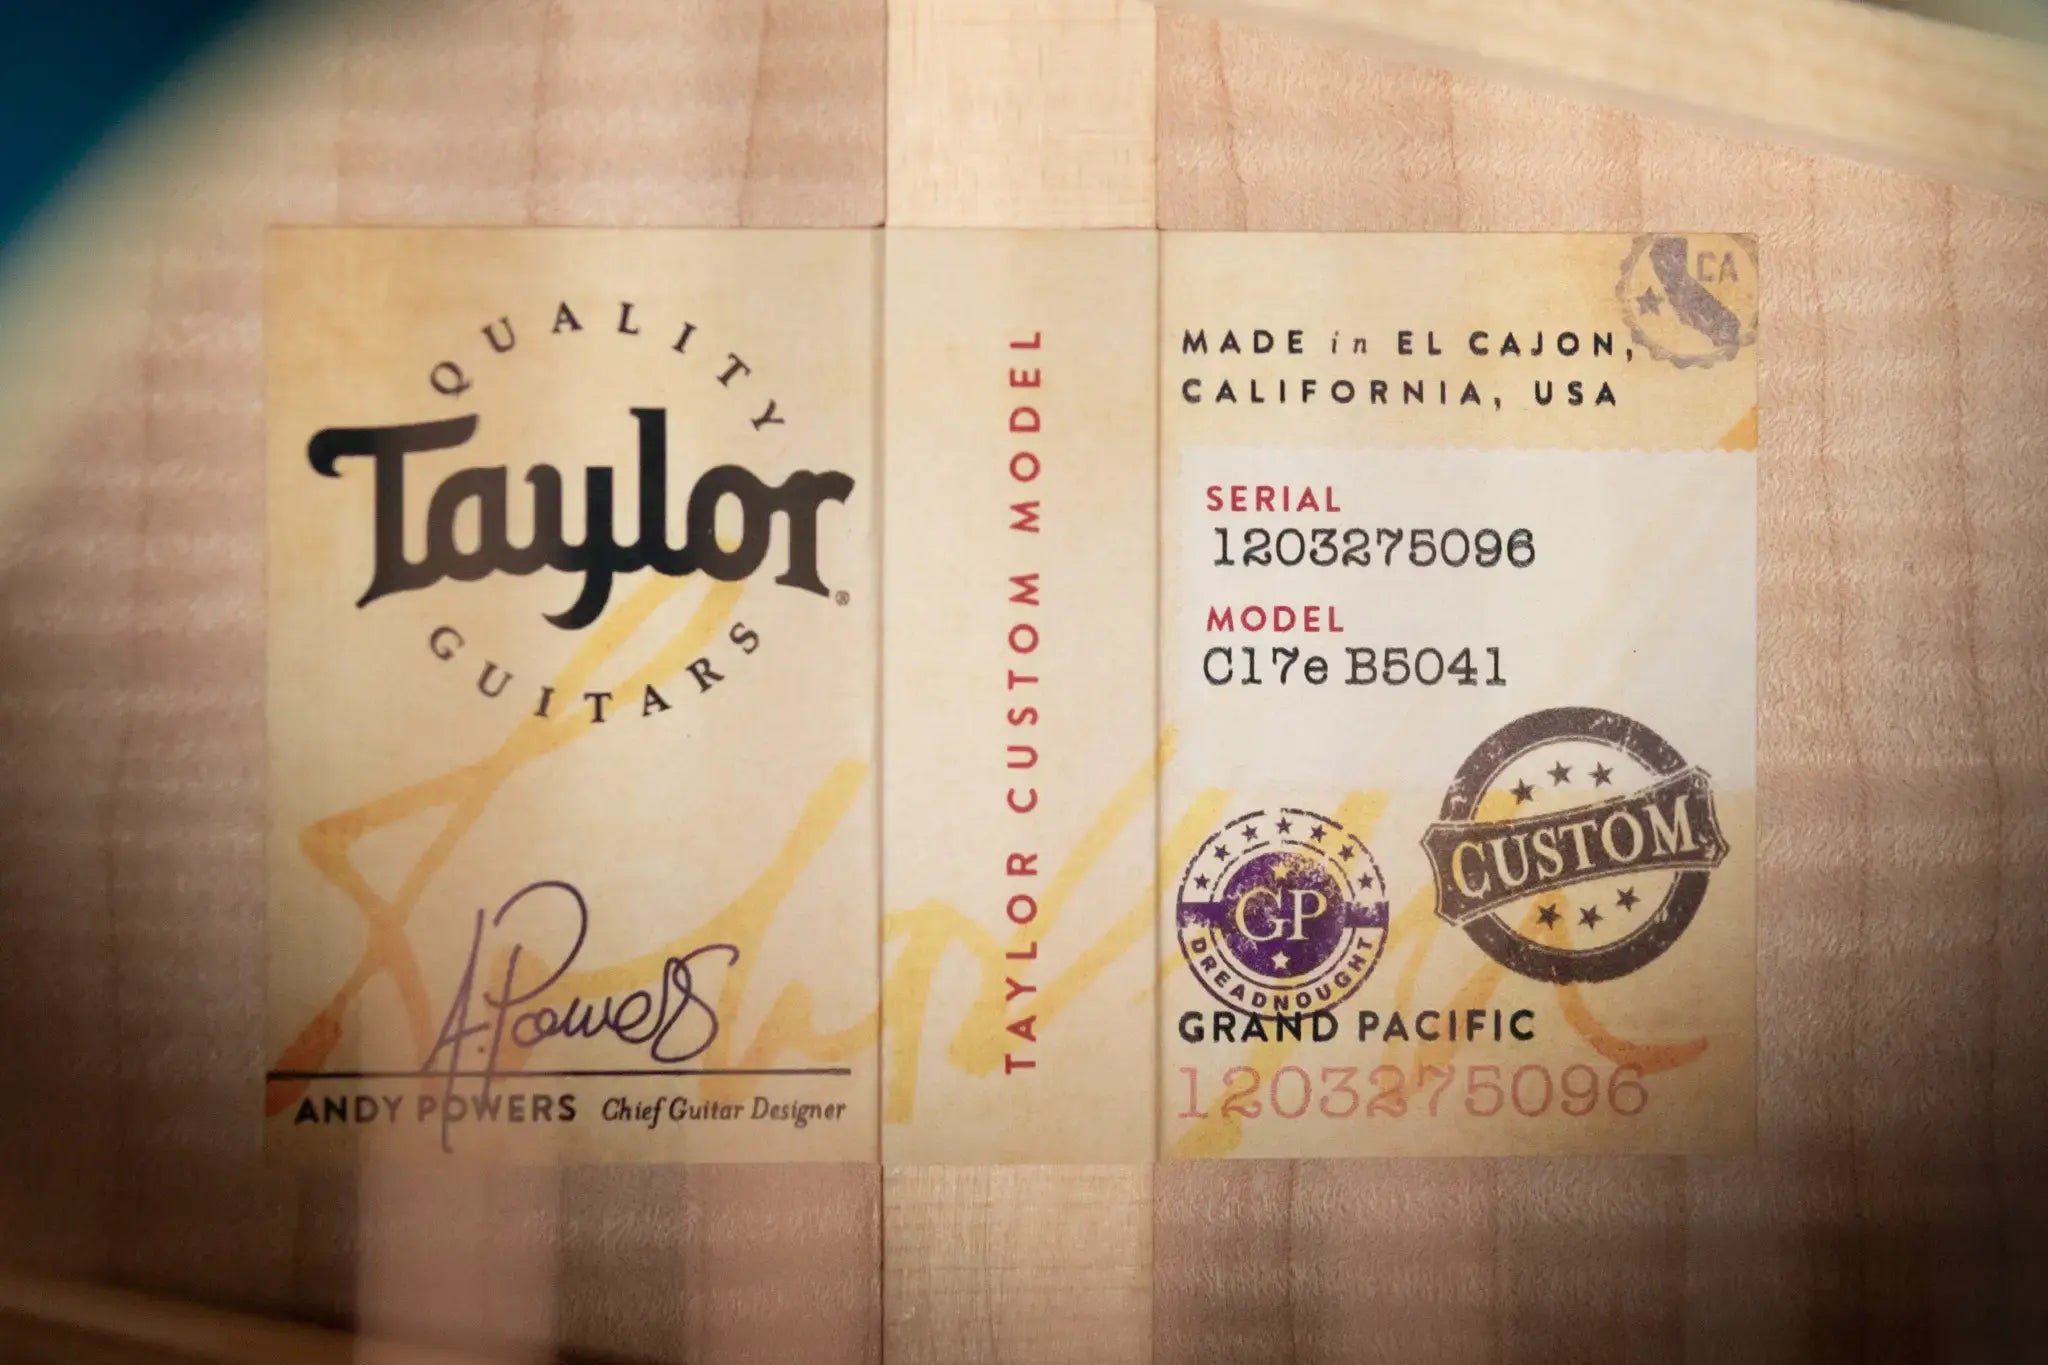 QUALITY
Taylor®
GUITARS
A. Powers
ANDY POWERS Chief Guitar Designer
TAYLOR CUSTOM MODEL
CA
MADE in EL CAJON,
CALIFORNIA, USA
SERIAL
1203275096
MODEL
C17e B5041
CUSTOM
GP
DREADNOUGHT
GRAND PACIFIC
1203275096